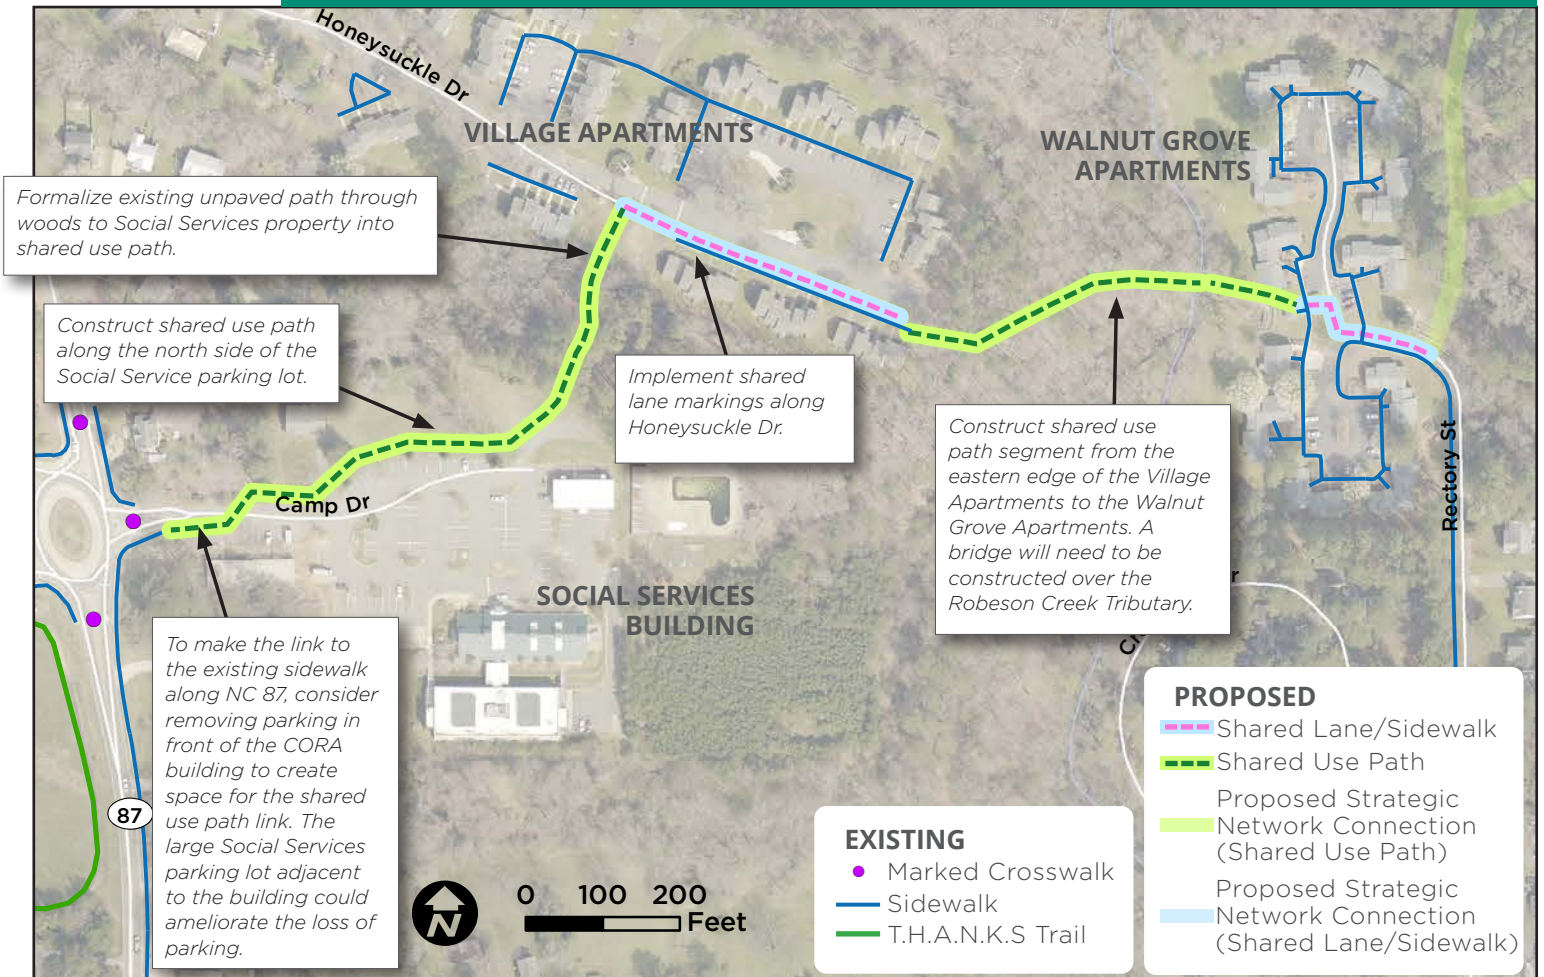 Honeysuckle Dr
VILLAGE APARTMENTS
WALNUT GROVE
APARTMENTS
Formalize existing unpaved path through
woods to Social Services property into
shared use path.
Construct shared use path
along the north side of the
Social Service parking lot.
Implement shared
lane markings along
Honeysuckle Dr.
Construct shared use
path segment from the
eastern edge of the Village
Apartments to the Walnut
Grove Apartments. A
bridge will need to be
constructed over the
Robeson Creek Tributary.
Rectory St
Camp Dr
SOCIAL SERVICES
BUILDING
To make the link to
the existing sidewalk
along NC 87, consider
removing parking in
front of the CORA
building to create
space for the shared
use path link. The
large Social Services
parking lot adjacent
to the building could
ameliorate the loss of
parking.
87
N
0 100 200
Feet
EXISTING
Marked Crosswalk
Sidewalk
T.H.A.N.K.S Trail
PROPOSED
Shared Lane/Sidewalk
Shared Use Path
Proposed Strategic
Network Connection
(Shared Use Path)
Proposed Strategic
Network Connection
(Shared Lane/Sidewalk)